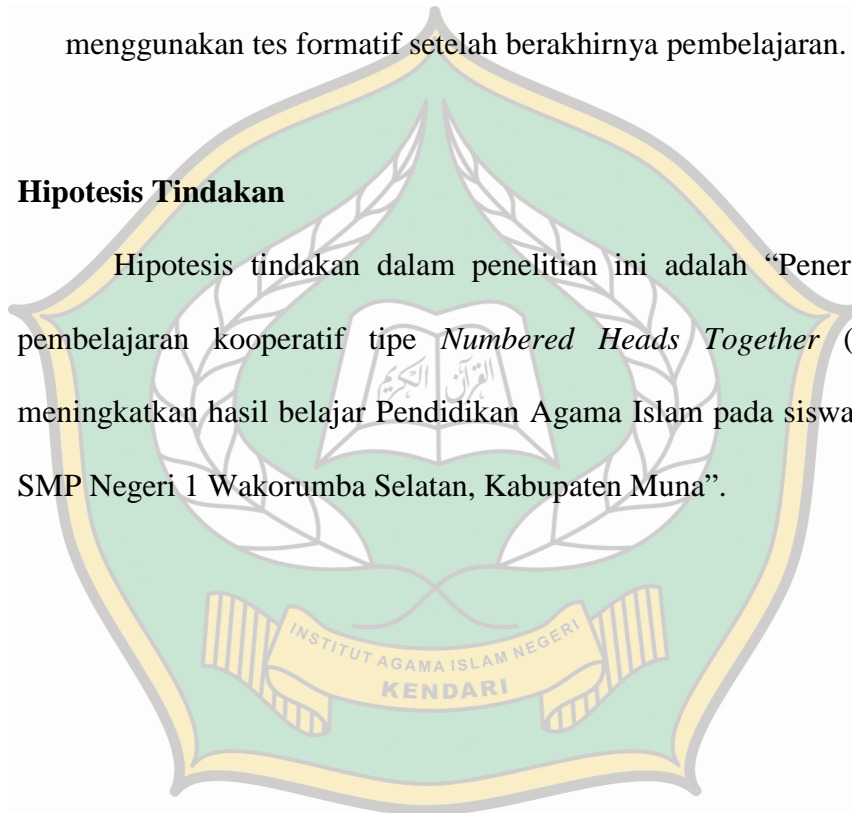 menggunakan tes formatif setelah berakhirnya pembelajaran.
Hipotesis Tindakan
Hipotesis tindakan dalam penelitian ini adalah “Pener
pembelajaran kooperatif tipe Numbered Heads Together (
meningkatkan hasil belajar Pendidikan Agama Islam pada siswa
SMP Negeri 1 Wakorumba Selatan, Kabupaten Muna”.
القرآن الكريم
INSTITUT AGAMA ISLAM NEGERI
KENDARI